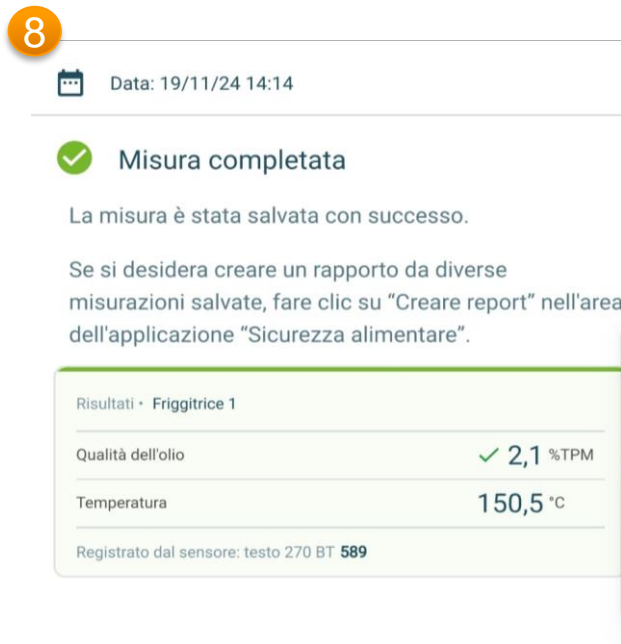 8
Data: 19/11/24 14:14
Misura completata
La misura è stata salvata con successo.
Se si desidera creare un rapporto da diverse
misurazioni salvate, fare clic su “Creare report” nell'area
dell'applicazione “Sicurezza alimentare”.
Risultati • Friggitrice 1
Qualità dell'olio 2,1 %TPM
Temperatura 150,5 °C
Registrato dal sensore: testo 270 BT 589